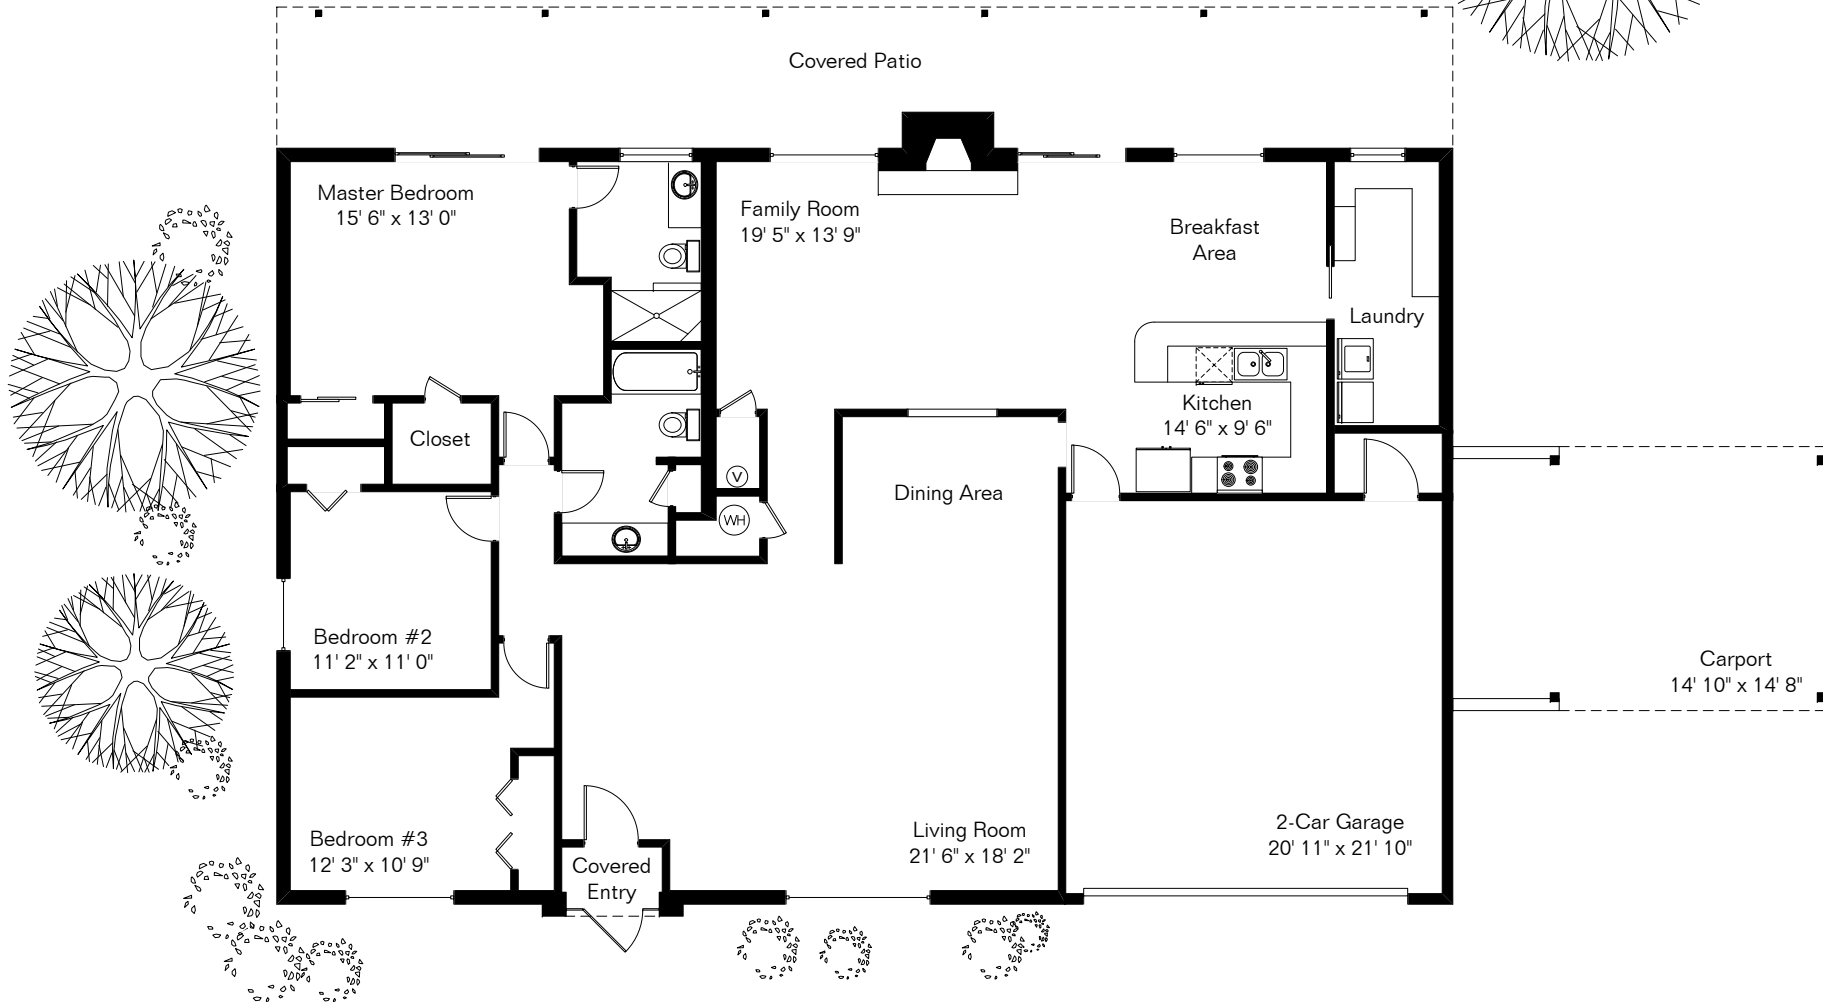 Covered Patio
Master Bedroom
15' 6" x 13' 0"
Family Room
19' 5" x 13' 9"
Breakfast
Area
Laundry
Closet
Kitchen
14' 6" x 9' 6"
V
WH
Dining Area
Bedroom #2
11' 2" x 11' 0"
Carport
14' 10" x 14' 8"
Bedroom #3
12' 3" x 10' 9"
Covered
Entry
Living Room
21' 6" x 18' 2"
2-Car Garage
20' 11" x 21' 10"